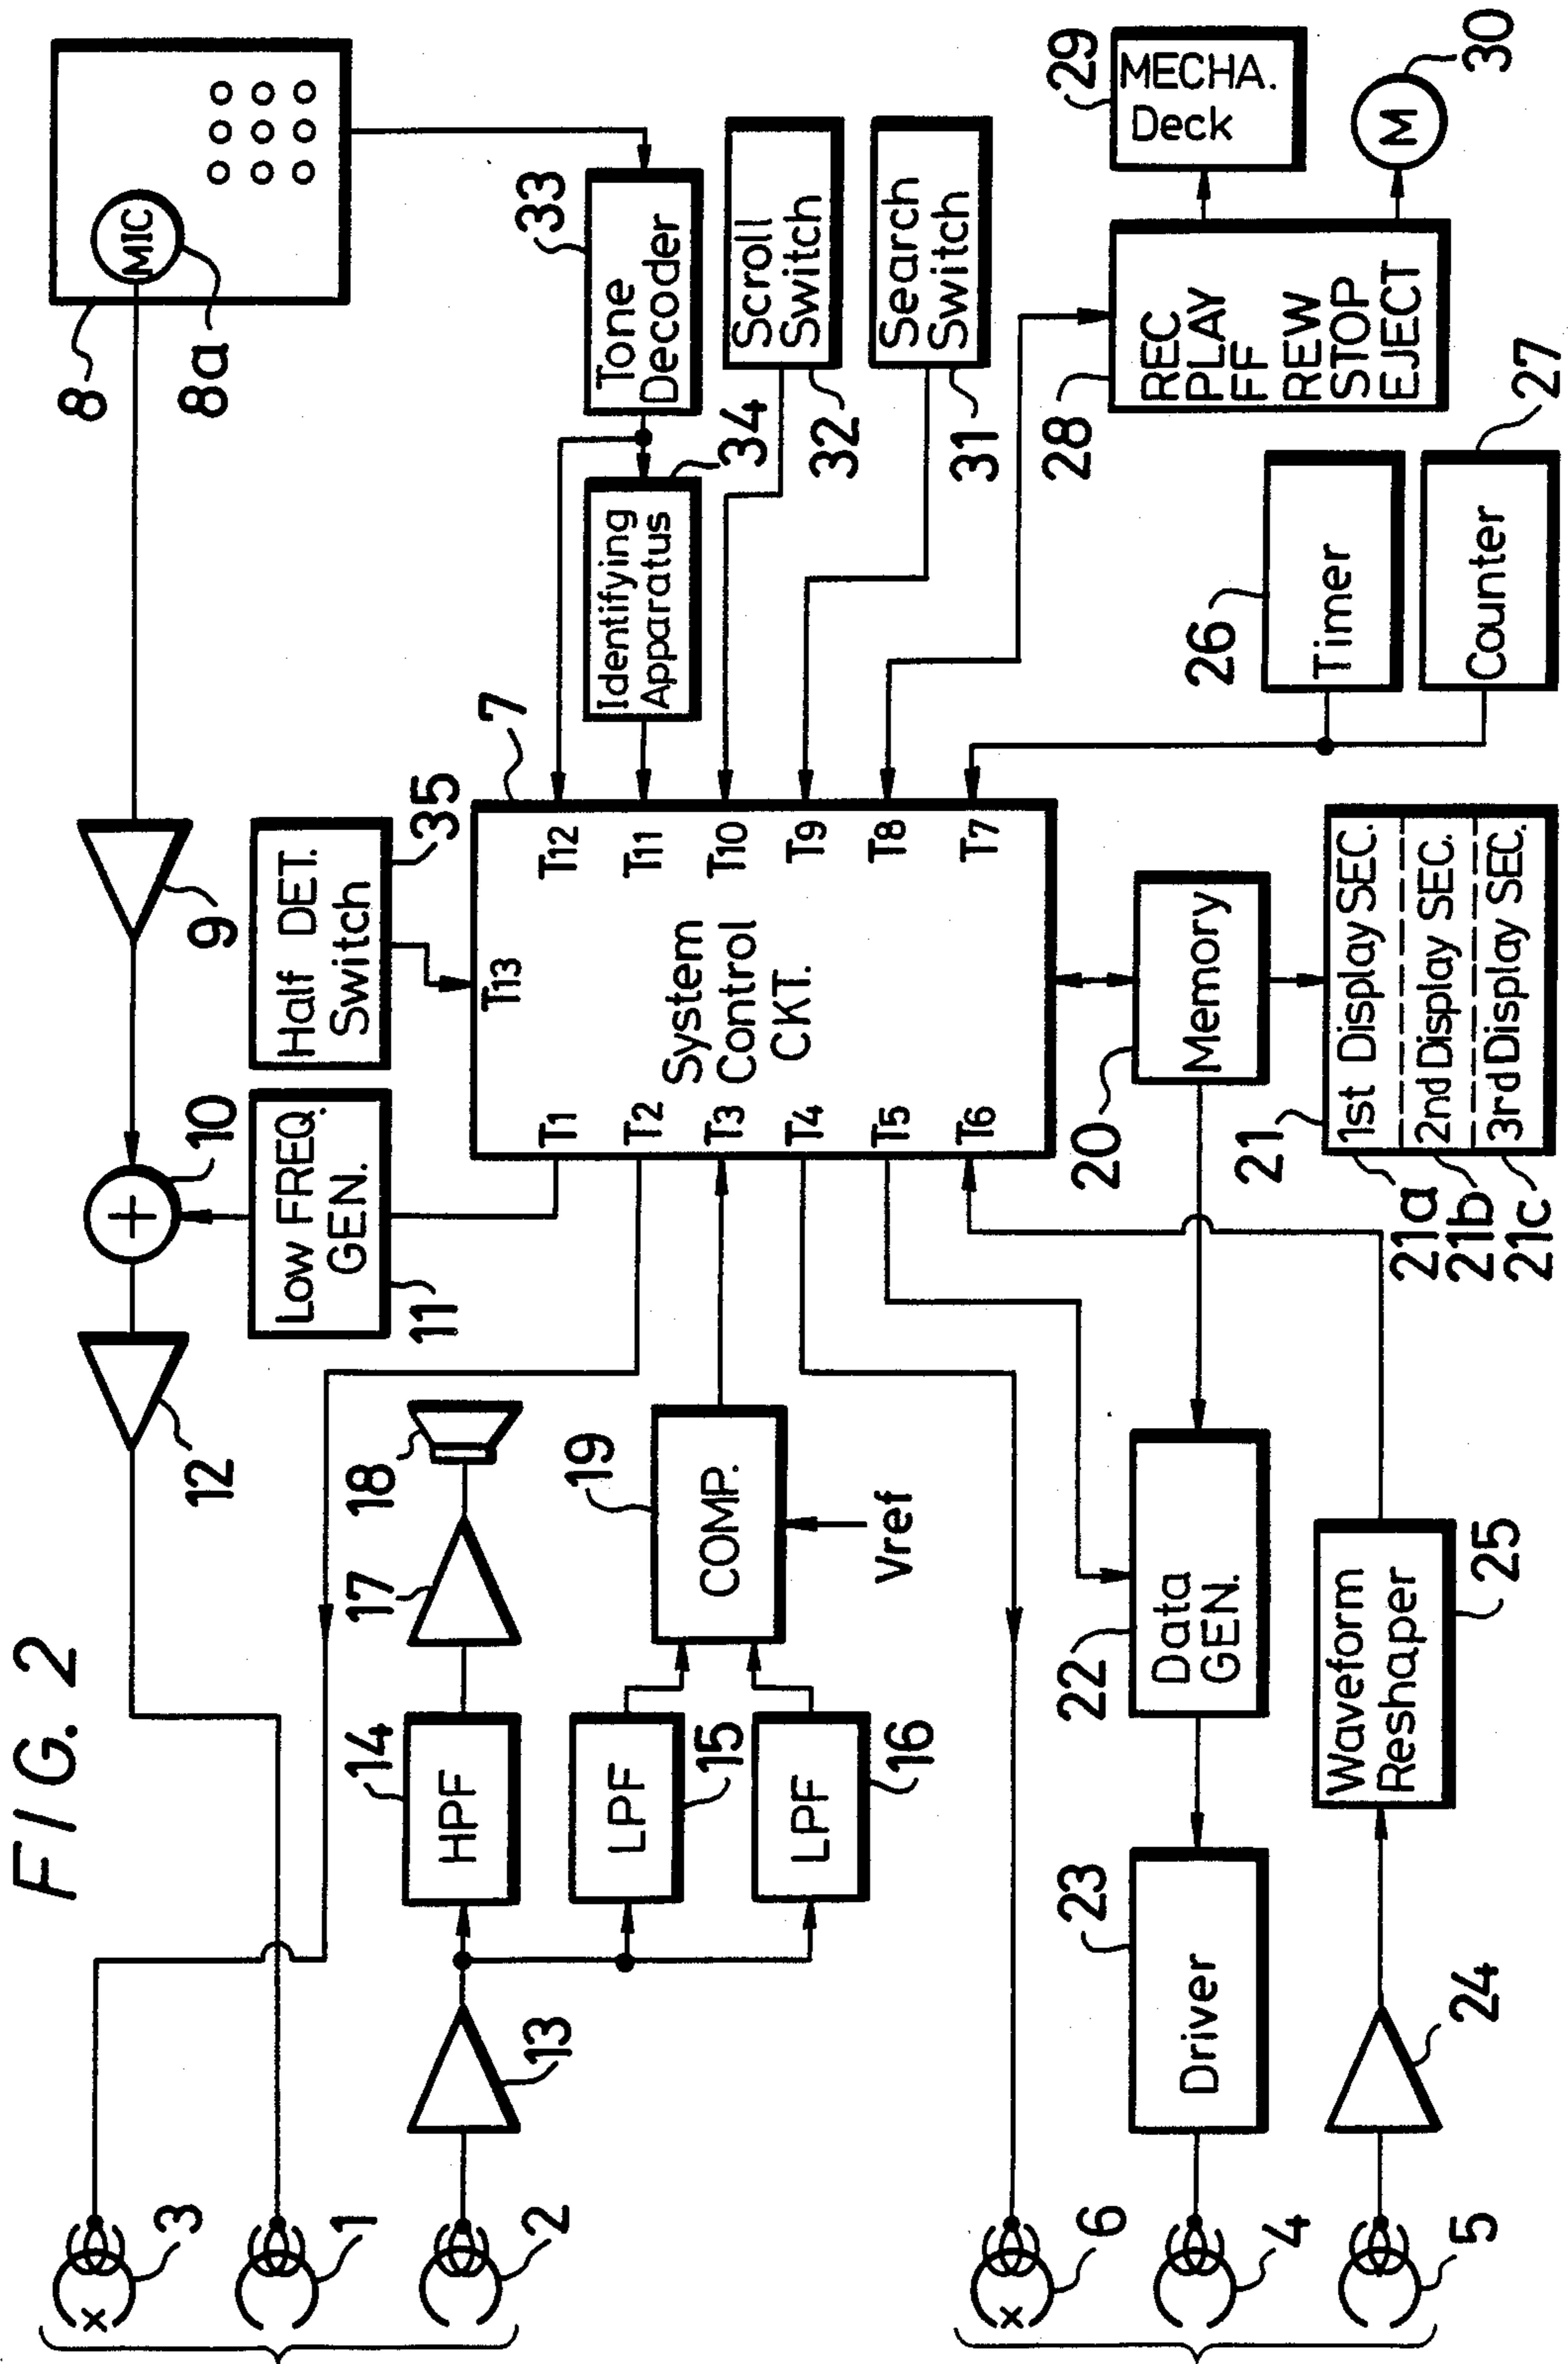 FIG. 2
3
1
2
6
4
5
13
HPF
14
LPF
15
LPF
16
17
18
COMP.
19
Vref
12
10
+
Low FREQ.
GEN.
11
9
Half DET.
Switch
35
8
MIC
8a
Tone
Decoder
33
Identifying
Apparatus
34
Scroll
Switch
32
Search
Switch
31
7
System
Control
CKT.
T1
T2
T3
T4
T5
T6
T7
T8
T9
T10
T11
T12
T13
REC
PLAY
FF
REW
STOP
EJECT
28
MECHA.
Deck
29
M
30
Timer
26
Counter
27
Memory
20
1st Display SEC.
2nd Display SEC.
3rd Display SEC.
21
21a
21b
21c
Data
GEN.
22
Driver
23
Waveform
Reshaper
25
24
x
x